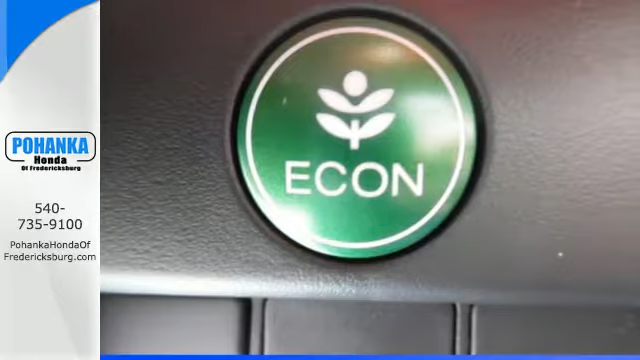 POHANKA
Honda
Of Fredericksburg
540-
735-9100
PohankaHondaOf
Fredericksburg.com
ECON